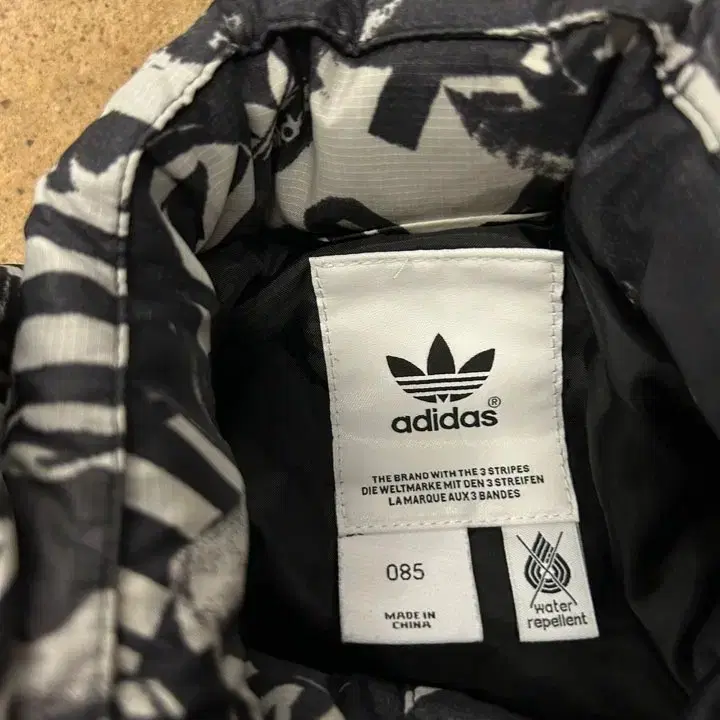 adidas®
THE BRAND WITH THE 3 STRIPES
DIE WELTMARKE MIT DEN 3 STREIFEN
LA MARQUE AUX 3 BANDES
085
MADE IN
CHINA
water
repellent